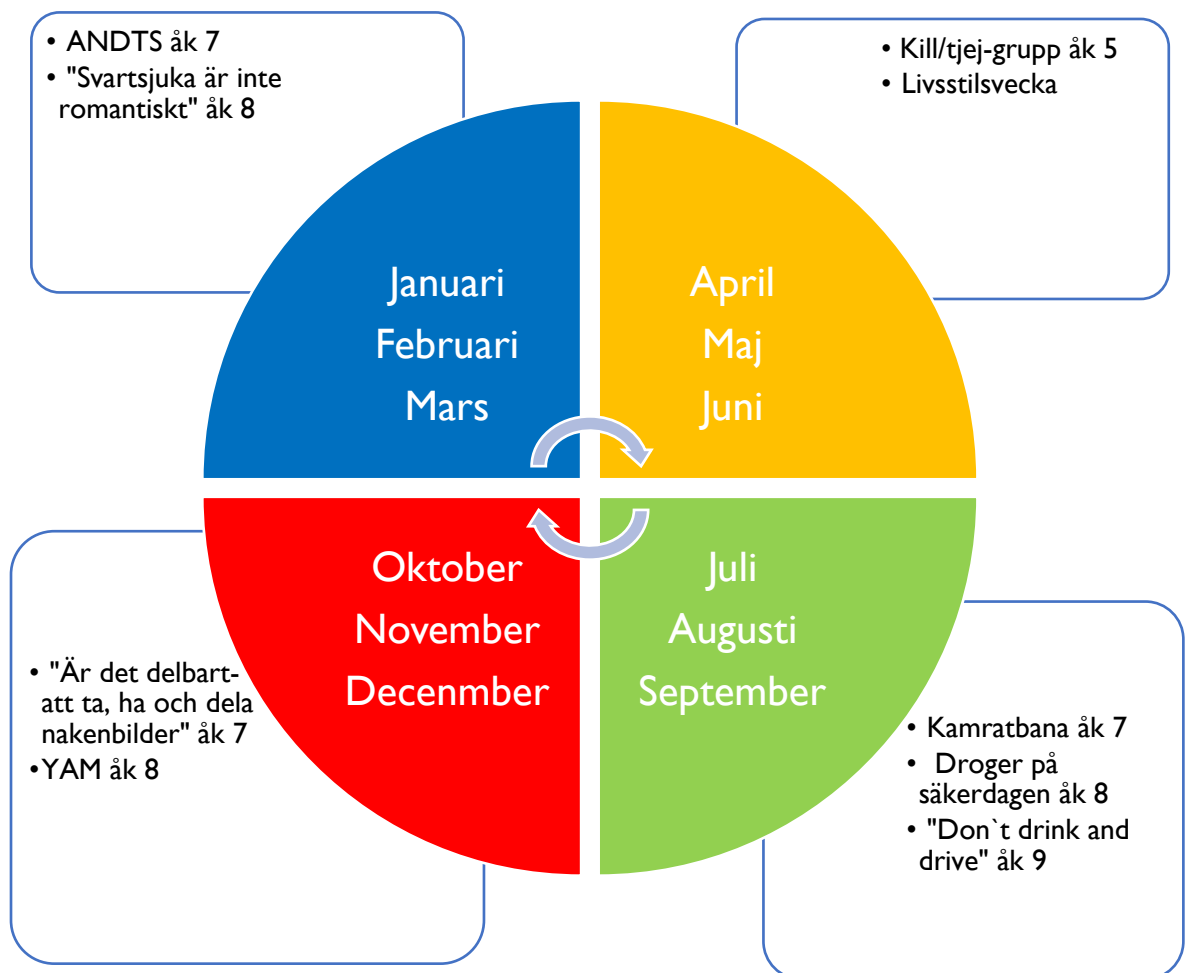 • ANDTS åk 7
• "Svartsjuka är inte
romantiskt" åk 8
• Kill/tjej-grupp åk 5
• Livsstilsvecka
Januari
Februari
Mars
April
Maj
Juni
Oktober
November
Decenmber
Juli
Augusti
September
• "Är det delbart-
att ta, ha och dela
nakenbilder" åk 7
•YAM åk 8
• Kamratbana åk 7
• Droger på
säkerdagen åk 8
• "Don`t drink and
drive" åk 9